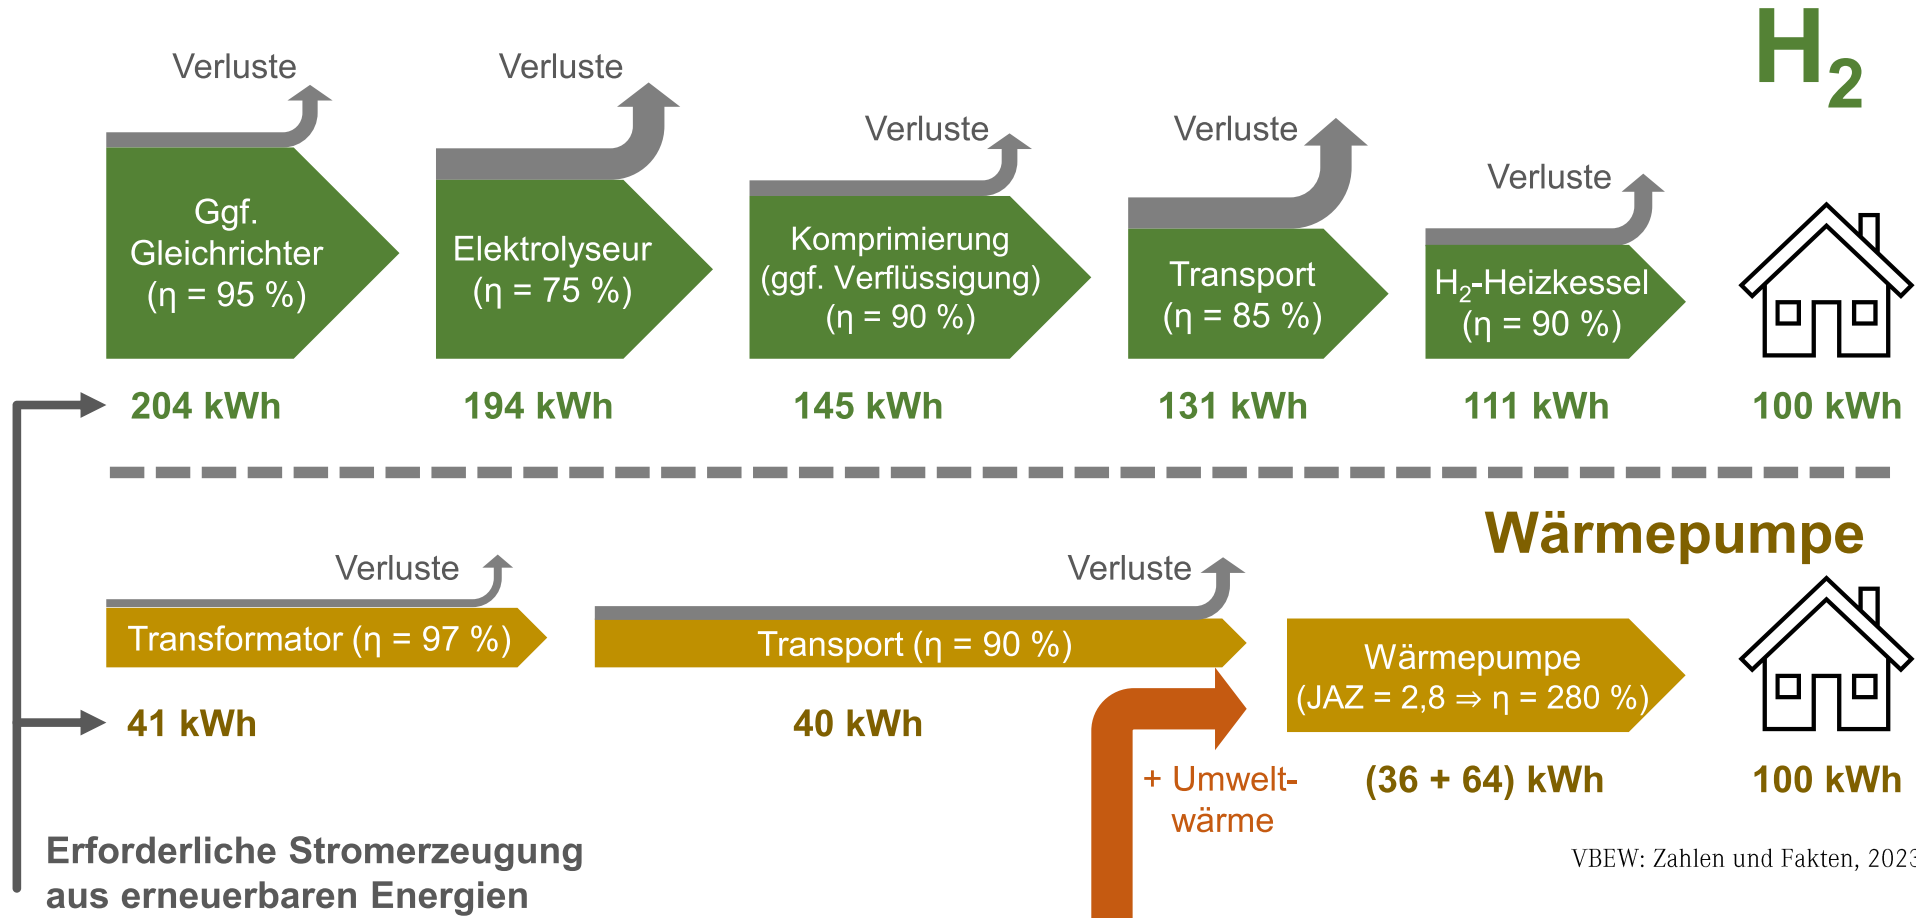 H₂
Verluste
Verluste
Verluste
Verluste
Verluste
Ggf.
Gleichrichter
(η = 95 %)
Elektrolyseur
(η = 75 %)
Komprimierung
(ggf. Verflüssigung)
(η = 90 %)
Transport
(η = 85 %)
H₂-Heizkessel
(η = 90 %)
204 kWh
194 kWh
145 kWh
131 kWh
111 kWh
100 kWh
Wärmepumpe
Verluste
Verluste
Transformator (η = 97 %)
Transport (η = 90 %)
Wärmepumpe
(JAZ = 2,8 ⇒ η = 280 %)
41 kWh
40 kWh
+ Umwelt-
wärme
(36 + 64) kWh
100 kWh
Erforderliche Stromerzeugung
aus erneuerbaren Energien
VBEW: Zahlen und Fakten, 2023